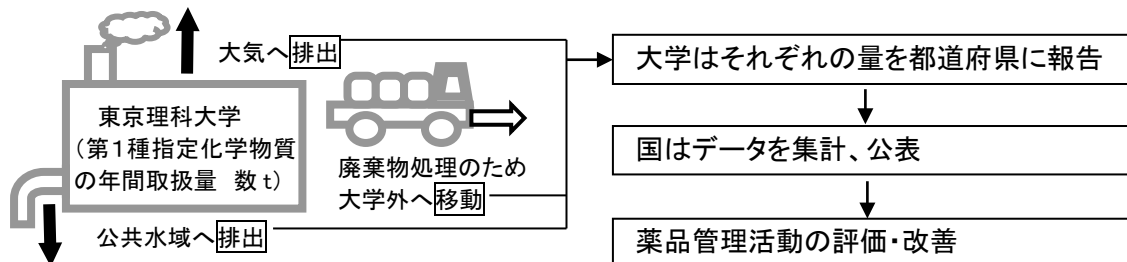 大気へ排出
東京理科大学
（第１種指定化学物質
の年間取扱量　数ｔ）
廃棄物処理のため
大学外へ移動
公共水域へ排出
大学はそれぞれの量を都道府県に報告
国はデータを集計、公表
薬品管理活動の評価・改善